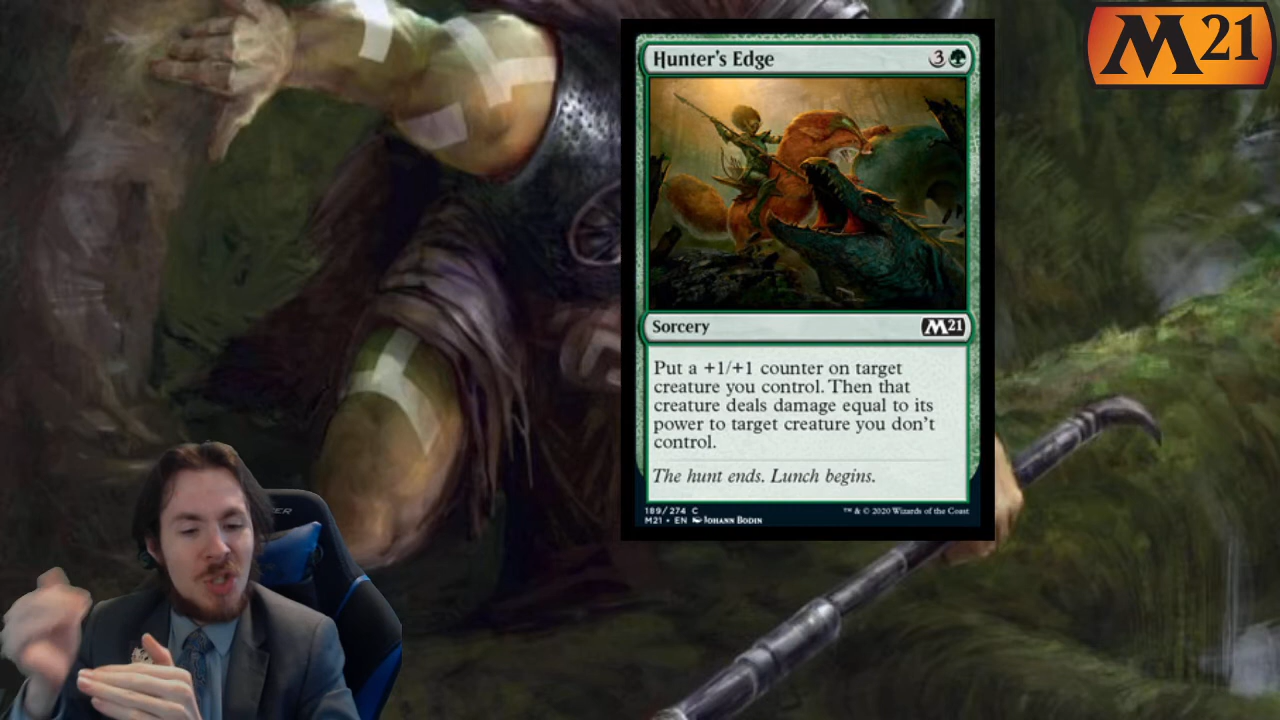 M21
Hunter's Edge 3
Sorcery M21
Put a +1/+1 counter on target
creature you control. Then that
creature deals damage equal to its
power to target creature you don't
control.
The hunt ends. Lunch begins.
189/274 C ™ & © 2020 Wizards of the Coast
M21 • EN Johann Bodin